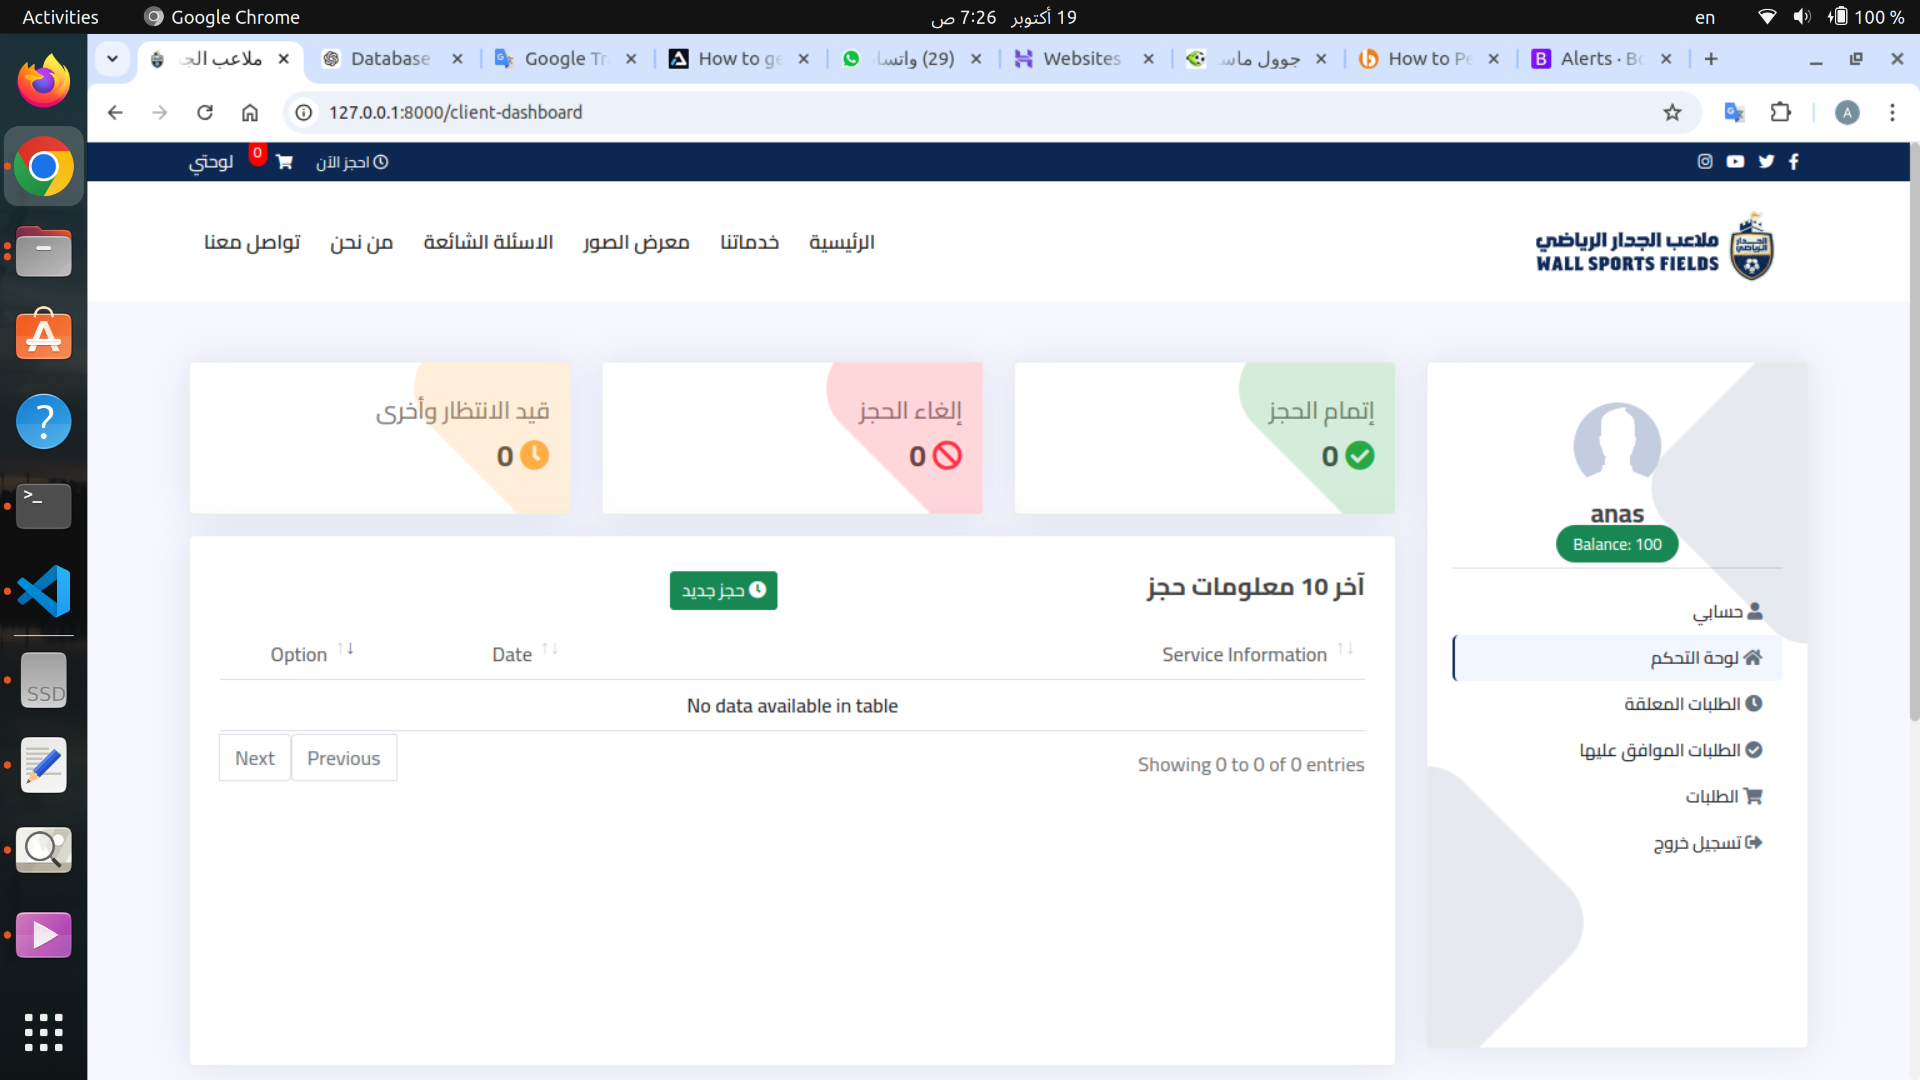 Activities
Google Chrome
19 أكتوبر 7:26 ص
en
100 %
ملاعب الجد
Database
Google Tr
How to ge
(29) واتسا
Websites
جوول ماس
How to Pe
Alerts · Bo
127.0.0.1:8000/client-dashboard
A
احجز الآن
0
لوحتي
ملاعب الجدار الرياضي
WALL SPORTS FIELDS
الجـــدار
الرياضي
الرئيسية
خدماتنا
معرض الصور
الاسئلة الشائعة
من نحن
تواصل معنا
إتمام الحجز
0
إلغاء الحجز
0
قيد الانتظار وأخرى
0
anas
Balance: 100
حسابي
لوحة التحكم
الطلبات المعلقة
الطلبات الموافق عليها
الطلبات
تسجيل خروج
آخر 10 معلومات حجز
حجز جديد
Service Information
Date
Option
No data available in table
Showing 0 to 0 of 0 entries
Previous
Next
SSD